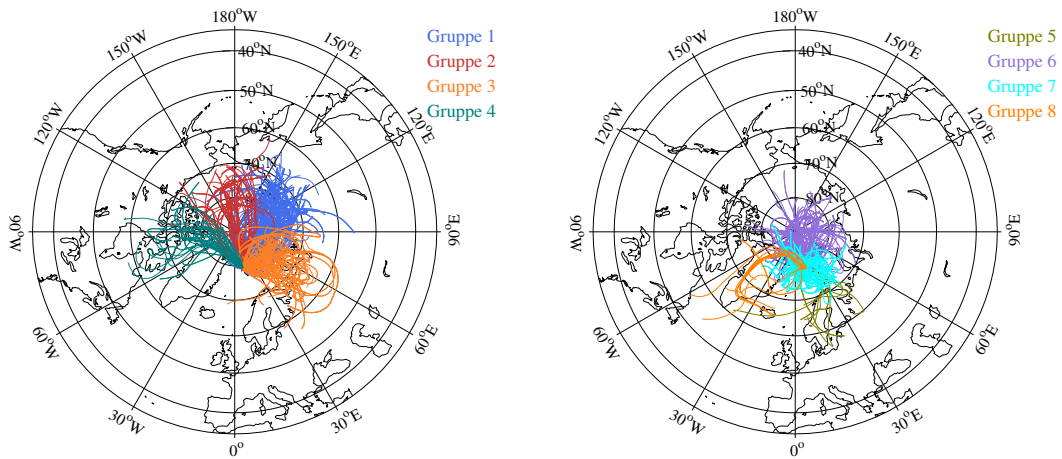 180°W
150°W
150°E
120°W
120°E
90°W
90°E
60°W
60°E
30°W
30°E
0°
40°N
50°N
60°N
70°N
Gruppe 1
Gruppe 2
Gruppe 3
Gruppe 4
180°W
150°W
150°E
120°W
120°E
90°W
90°E
60°W
60°E
30°W
30°E
0°
40°N
50°N
60°N
70°N
80°N
Gruppe 5
Gruppe 6
Gruppe 7
Gruppe 8